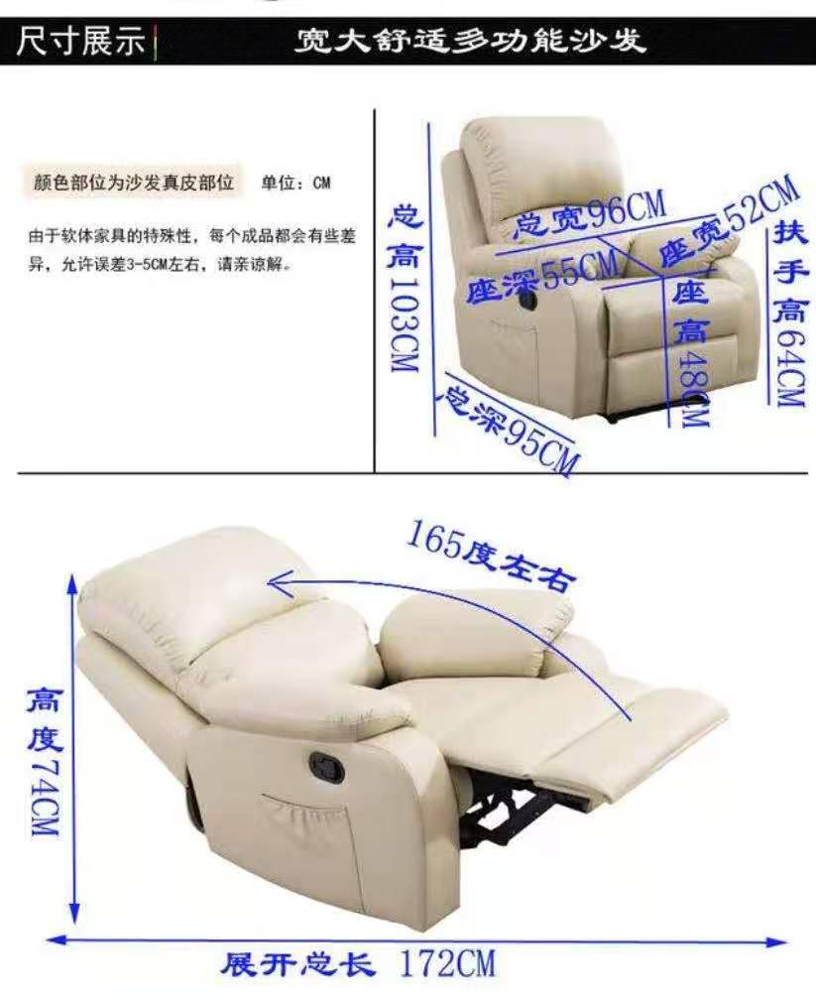 尺寸展示
宽大舒适多功能沙发
颜色部位为沙发真皮部位 单位：CM
由于软体家具的特殊性，每个成品都会有些差
异，允许误差3-5CM左右，请亲谅解。
总高103CM
总宽96CM
座宽52CM
座深55CM
座高48CM
扶手高64CM
总深95CM
165度左右
高度74CM
展开总长 172CM